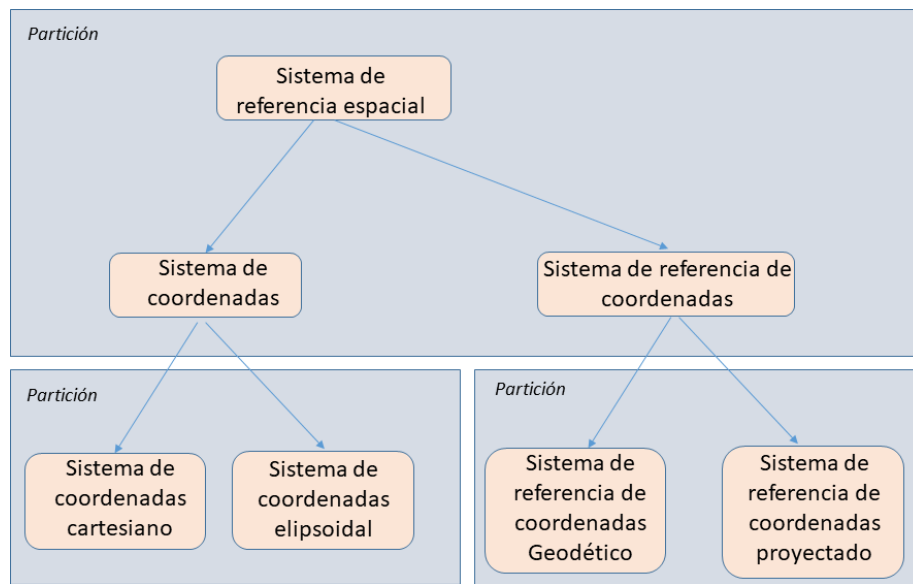 Partición
Sistema de
referencia espacial
Sistema de
coordenadas
Sistema de referencia de
coordenadas
Partición
Sistema de
coordenadas
cartesiano
Sistema de
coordenadas
elipsoidal
Partición
Sistema de
referencia de
coordenadas
Geodético
Sistema de
referencia de
coordenadas
proyectado